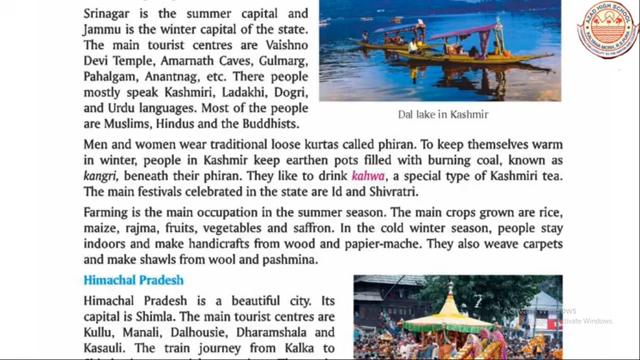 Srinagar is the summer capital and
Jammu is the winter capital of the state.
The main tourist centres are Vaishno
Devi Temple, Amarnath Caves, Gulmarg,
Pahalgam, Anantnag, etc. There people
mostly speak Kashmiri, Ladakhi, Dogri,
and Urdu languages. Most of the people
are Muslims, Hindus and the Buddhists.
AZAD HIGH SCHOOL
Dal lake in Kashmir
Men and women wear traditional loose kurtas called phiran. To keep themselves warm
in winter, people in Kashmir keep earthen pots filled with burning coal, known as
kangri, beneath their phiran. They like to drink kahwa, a special type of Kashmiri tea.
The main festivals celebrated in the state are Id and Shivratri.
Farming is the main occupation in the summer season. The main crops grown are rice,
maize, rajma, fruits, vegetables and saffron. In the cold winter season, people stay
indoors and make handicrafts from wood and papier-mache. They also weave carpets
and make shawls from wool and pashmina.
Himachal Pradesh
Himachal Pradesh is a beautiful city. Its
capital is Shimla. The main tourist centres are
Kullu, Manali, Dalhousie, Dharamshala and
Kasauli. The train journey from Kalka to
Activate Windows
Activate Windows.